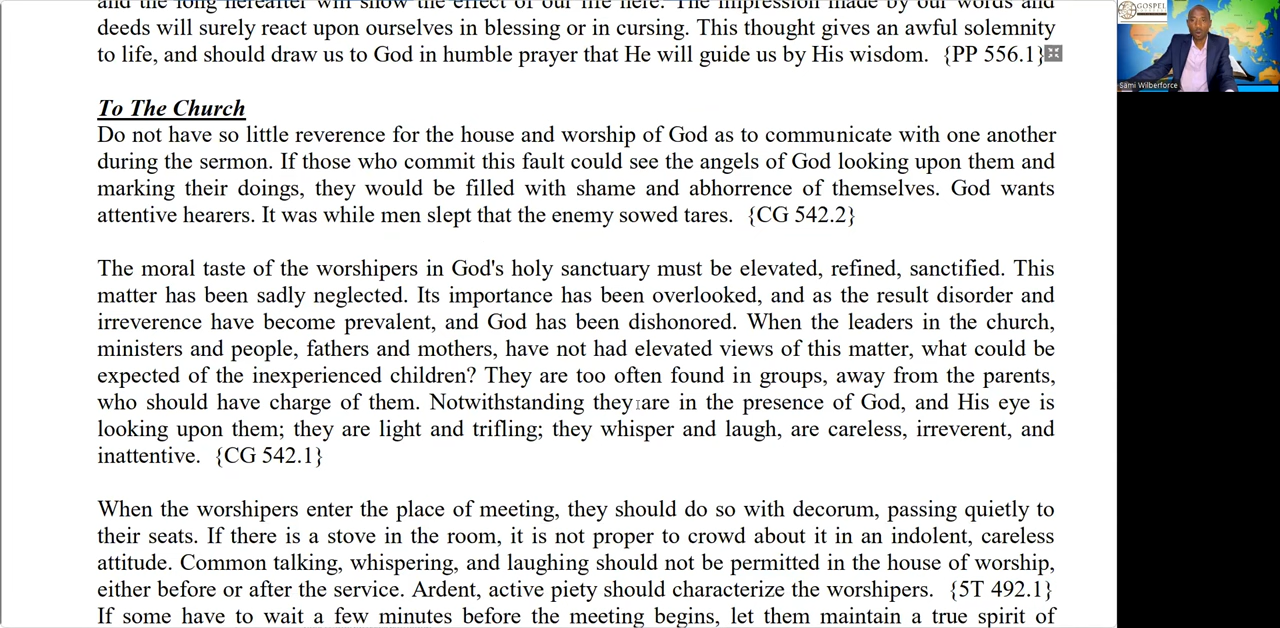 and the long hereafter will show the effect of our life here. The impression made by our words and
deeds will surely react upon ourselves in blessing or in cursing. This thought gives an awful solemnity
to life, and should draw us to God in humble prayer that He will guide us by His wisdom. {PP 556.1}
To The Church
Do not have so little reverence for the house and worship of God as to communicate with one another
during the sermon. If those who commit this fault could see the angels of God looking upon them and
marking their doings, they would be filled with shame and abhorrence of themselves. God wants
attentive hearers. It was while men slept that the enemy sowed tares. {CG 542.2}
The moral taste of the worshipers in God's holy sanctuary must be elevated, refined, sanctified. This
matter has been sadly neglected. Its importance has been overlooked, and as the result disorder and
irreverence have become prevalent, and God has been dishonored. When the leaders in the church,
ministers and people, fathers and mothers, have not had elevated views of this matter, what could be
expected of the inexperienced children? They are too often found in groups, away from the parents,
who should have charge of them. Notwithstanding they are in the presence of God, and His eye is
looking upon them; they are light and trifling; they whisper and laugh, are careless, irreverent, and
inattentive. {CG 542.1}
When the worshipers enter the place of meeting, they should do so with decorum, passing quietly to
their seats. If there is a stove in the room, it is not proper to crowd about it in an indolent, careless
attitude. Common talking, whispering, and laughing should not be permitted in the house of worship,
either before or after the service. Ardent, active piety should characterize the worshipers. {5T 492.1}
If some have to wait a few minutes before the meeting begins, let them maintain a true spirit of
GOSPEL
Sami Wilberforce